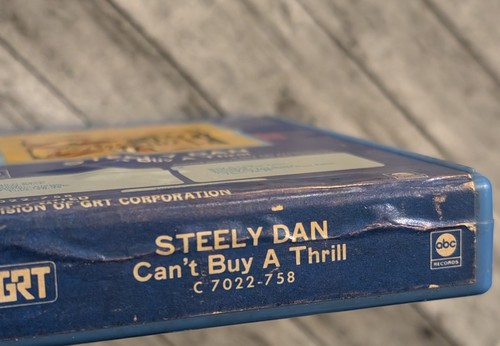 ISION OF GRT CORPORATION
STEELY DAN
Can't Buy A Thrill
C 7022-758
GRT
abc
RECORDS